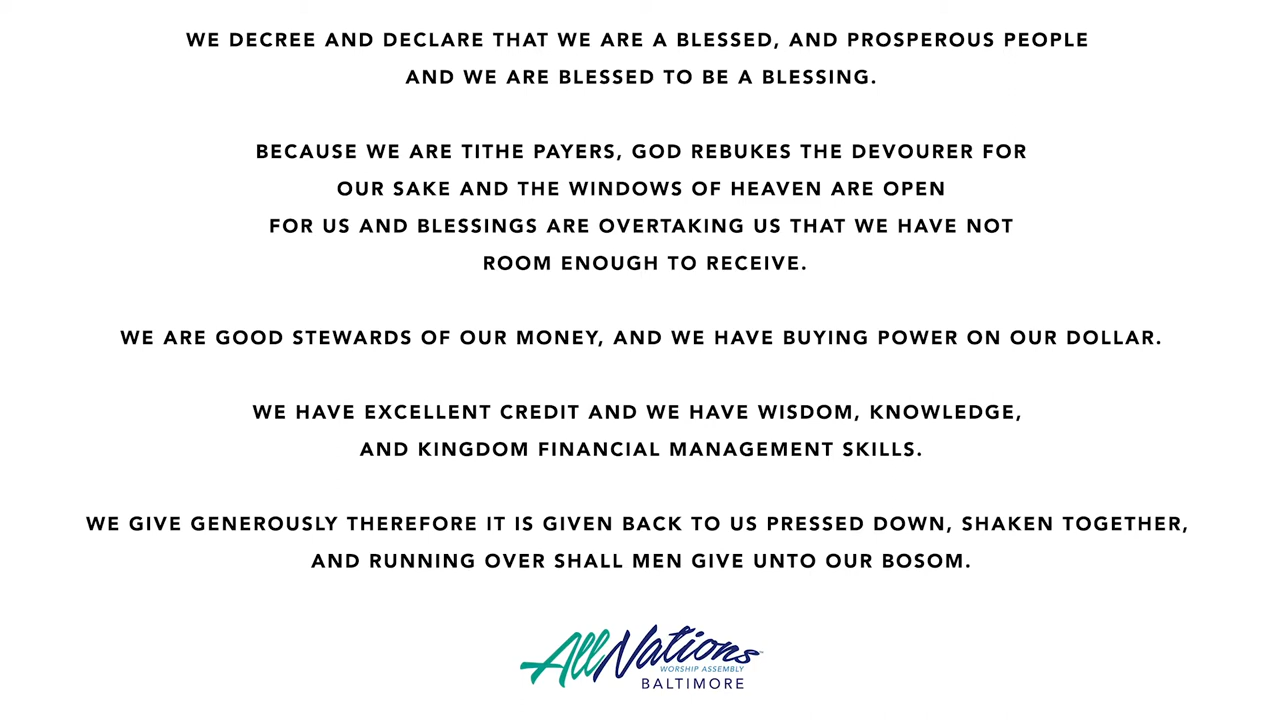 WE DECREE AND DECLARE THAT WE ARE A BLESSED, AND PROSPEROUS PEOPLE
AND WE ARE BLESSED TO BE A BLESSING.
BECAUSE WE ARE TITHE PAYERS, GOD REBUKES THE DEVOURER FOR
OUR SAKE AND THE WINDOWS OF HEAVEN ARE OPEN
FOR US AND BLESSINGS ARE OVERTAKING US THAT WE HAVE NOT
ROOM ENOUGH TO RECEIVE.
WE ARE GOOD STEWARDS OF OUR MONEY, AND WE HAVE BUYING POWER ON OUR DOLLAR.
WE HAVE EXCELLENT CREDIT AND WE HAVE WISDOM, KNOWLEDGE,
AND KINGDOM FINANCIAL MANAGEMENT SKILLS.
WE GIVE GENEROUSLY THEREFORE IT IS GIVEN BACK TO US PRESSED DOWN, SHAKEN TOGETHER,
AND RUNNING OVER SHALL MEN GIVE UNTO OUR BOSOM.
All Nations
WORSHIP ASSEMBLY
BALTIMORE